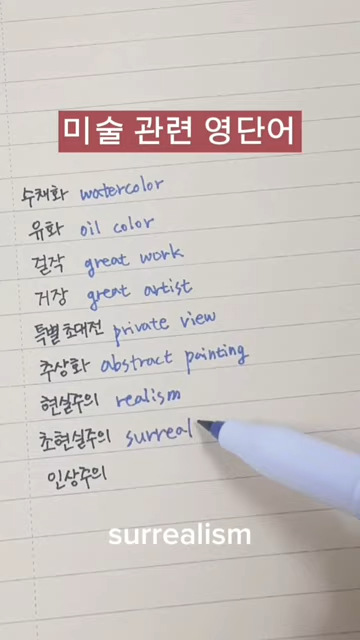 미술 관련 영단어
수채화 watercolor
유화 oil color
걸작 great work
거장 great artist
특별 초대전 private view
추상화 abstract painting
현실주의 realism
초현실주의 surreal
인상주의
surrealism